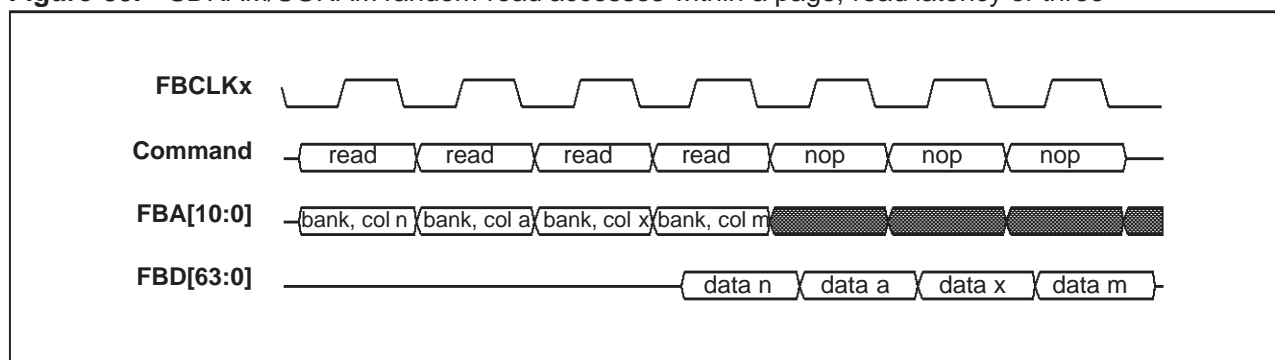 Figure SDRAM/SGRAM random read accesses within a page, read latency of three
FBCLKx
Command read read read read nop nop nop
FBA[10:0] bank, col n bank, col a bank, col x bank, col m
FBD[63:0] data n data a data x data m